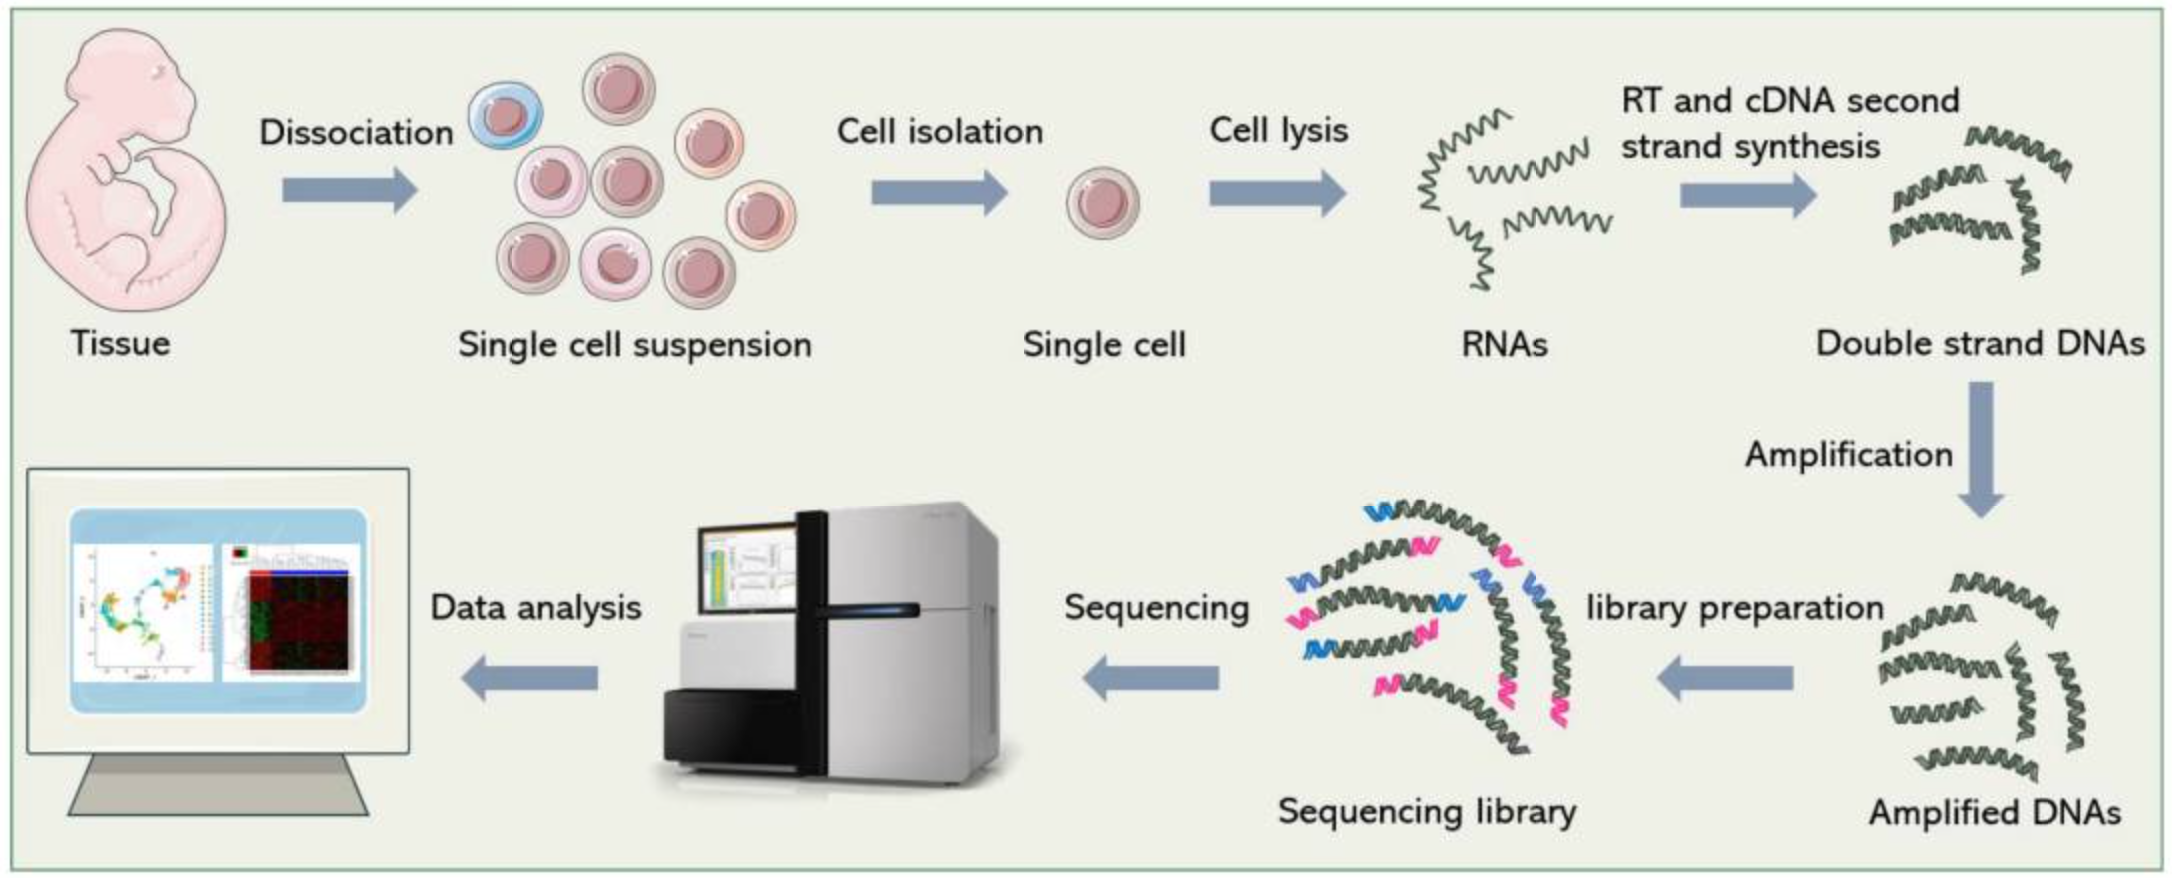 Dissociation
Cell isolation
Cell lysis
RT and cDNA second
strand synthesis
Tissue
Single cell suspension
Single cell
RNAs
Double strand DNAs
Amplification
Data analysis
Sequencing
library preparation
Sequencing library
Amplified DNAs